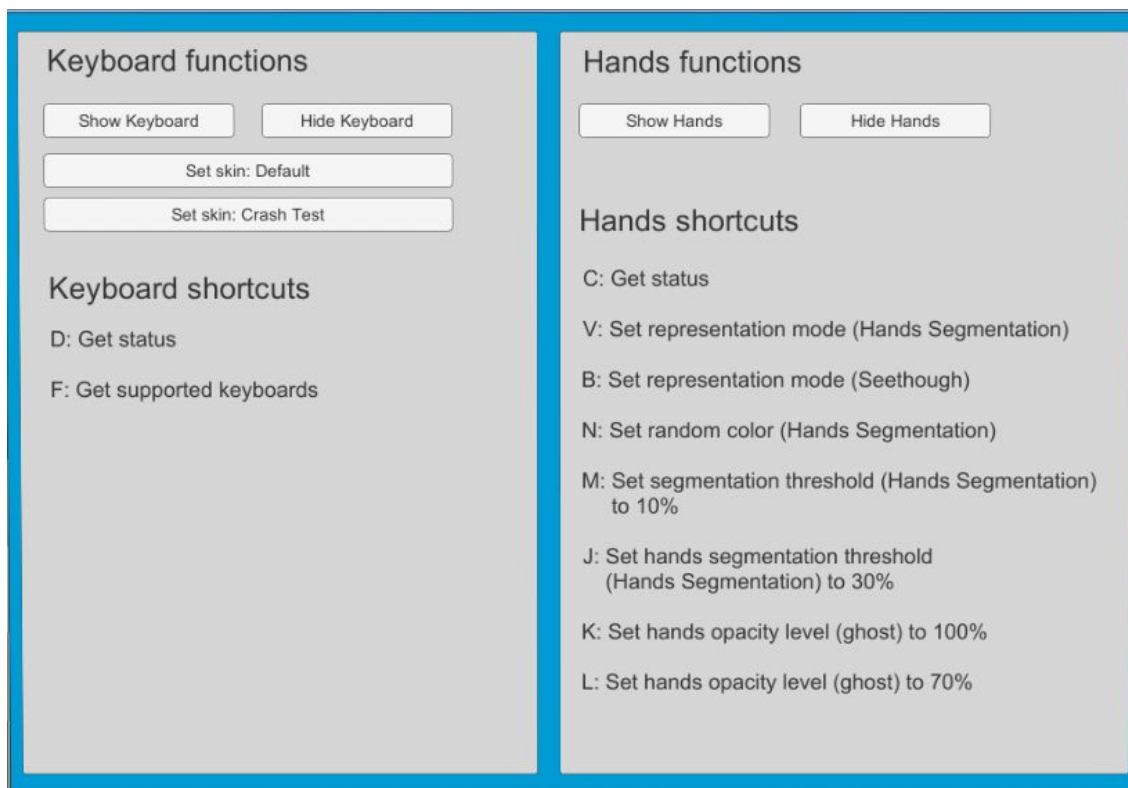 Keyboard functions
Show Keyboard
Hide Keyboard
Set skin: Default
Set skin: Crash Test
Keyboard shortcuts
D: Get status
F: Get supported keyboards
Hands functions
Show Hands
Hide Hands
Hands shortcuts
C: Get status
V: Set representation mode (Hands Segmentation)
B: Set representation mode (Seethough)
N: Set random color (Hands Segmentation)
M: Set segmentation threshold (Hands Segmentation)
to 10%
J: Set hands segmentation threshold
(Hands Segmentation) to 30%
K: Set hands opacity level (ghost) to 100%
L: Set hands opacity level (ghost) to 70%